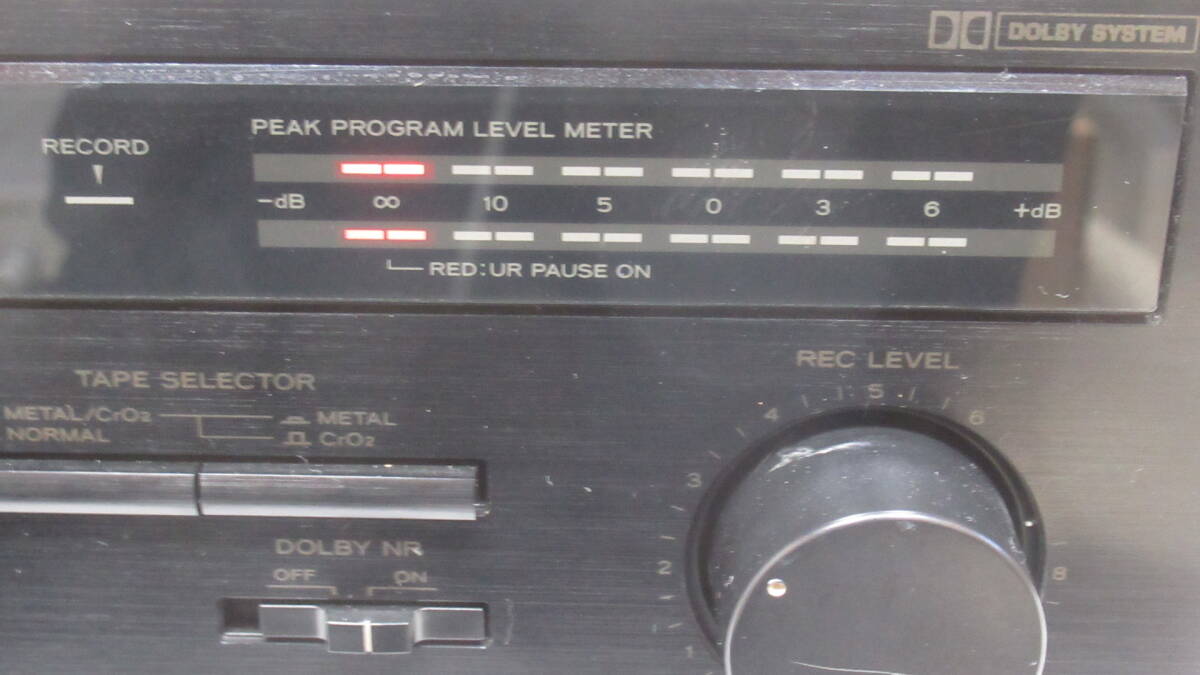 DOLBY SYSTEM
PEAK PROGRAM LEVEL METER
RECORD
-dB ∞ 10 5 0 3 6 +dB
RED:UR PAUSE ON
TAPE SELECTOR
METAL/CrO2 METAL
NORMAL CrO2
REC LEVEL
1 2 3 4 5 6 8
DOLBY NR
OFF ON